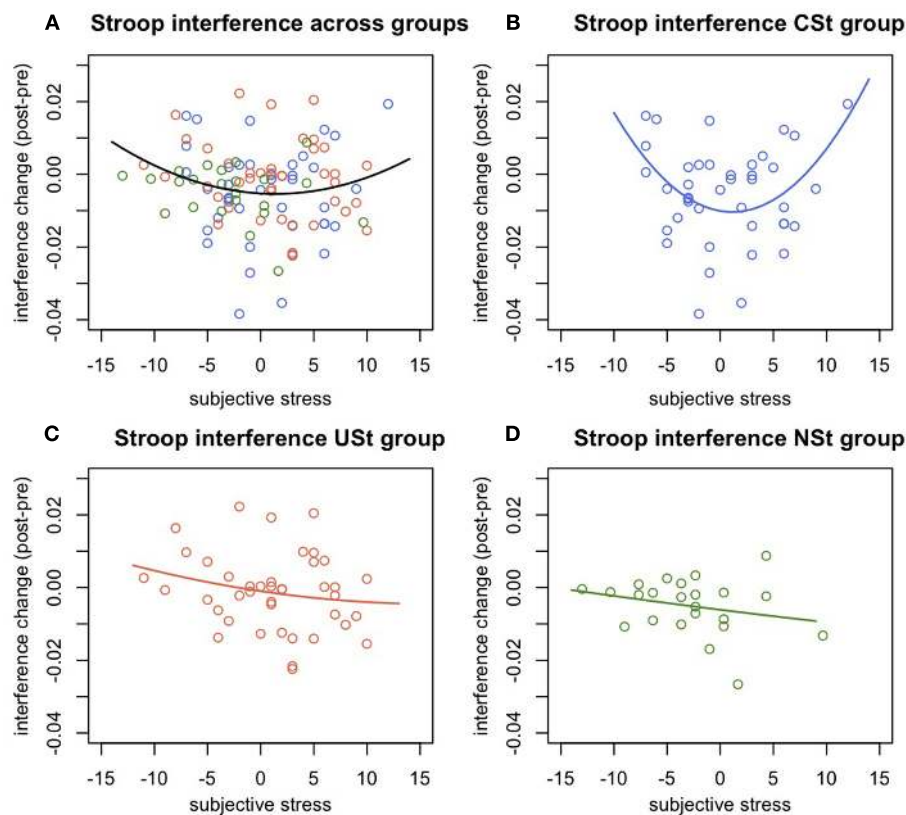 A Stroop interference across groups
interference change (post-pre)
0.02
0.00
-0.02
-0.04
-15 -10 -5 0 5 10 15
subjective stress
B Stroop interference CSt group
interference change (post-pre)
0.02
0.00
-0.02
-0.04
-15 -10 -5 0 5 10 15
subjective stress
C Stroop interference USt group
interference change (post-pre)
0.02
0.00
-0.02
-0.04
-15 -10 -5 0 5 10 15
subjective stress
D Stroop interference NSt group
interference change (post-pre)
0.02
0.00
-0.02
-0.04
-15 -10 -5 0 5 10 15
subjective stress